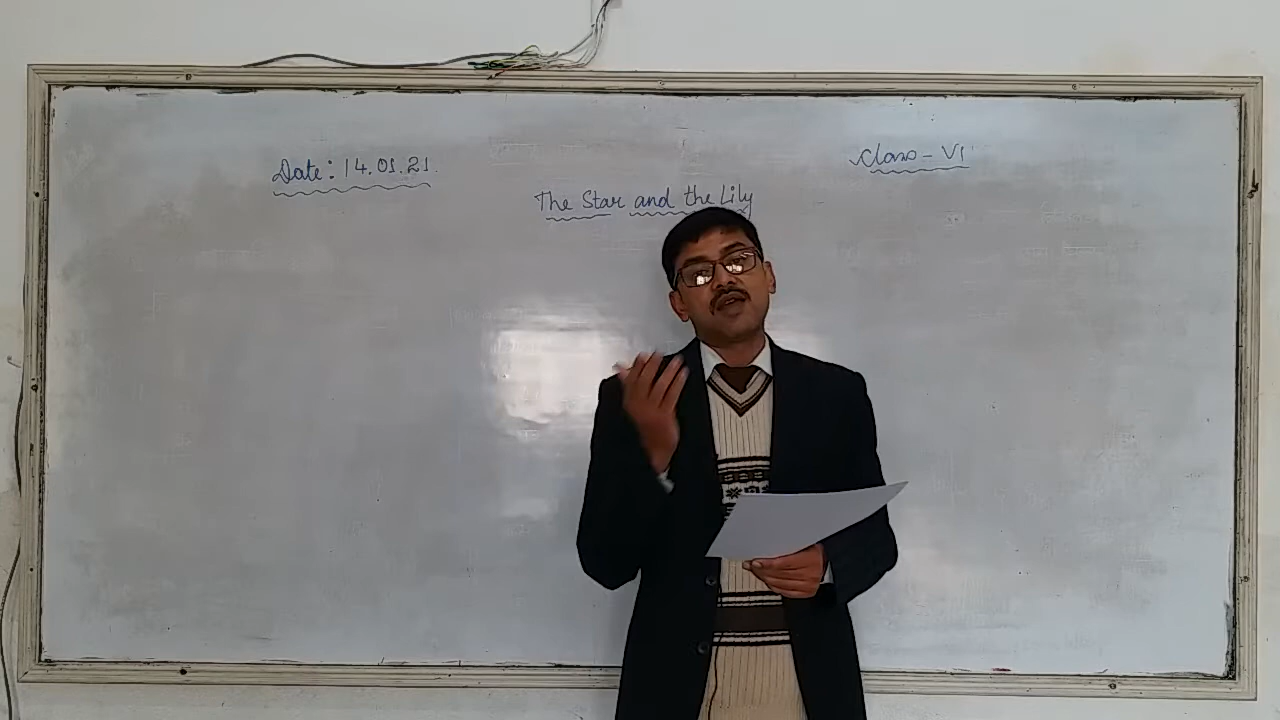 Date: 14.01.21.
Class - VI
The Star and the Lily